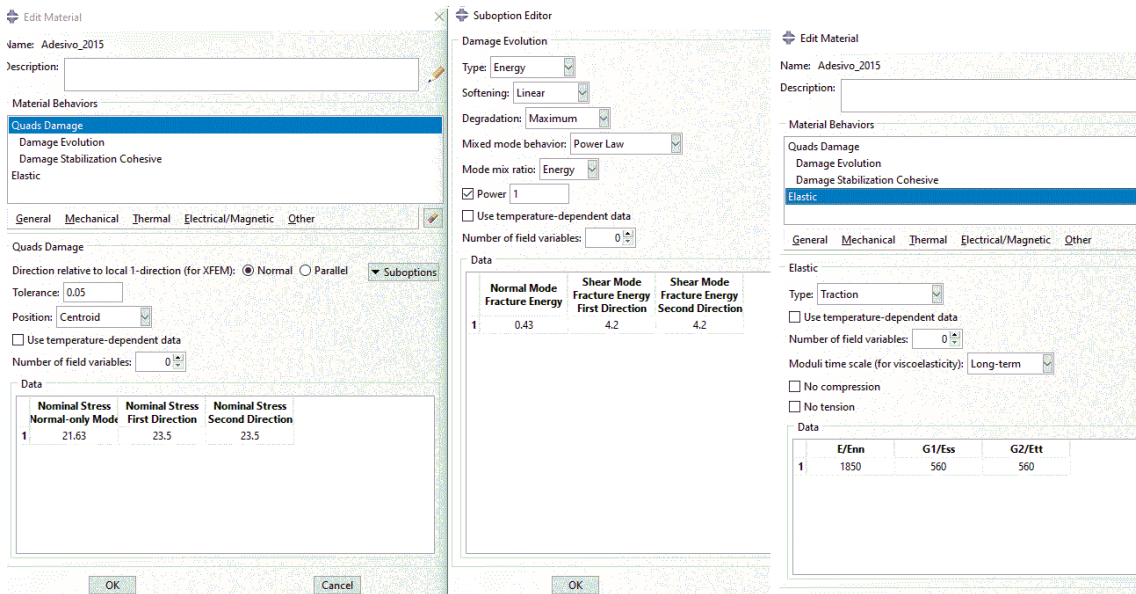 Edit Material
Name: Adesivo_2015
Description:
Material Behaviors
Quads Damage
Damage Evolution
Damage Stabilization Cohesive
Elastic
General Mechanical Thermal Electrical/Magnetic Other
Quads Damage
Direction relative to local 1-direction (for XFEM): Normal Parallel Suboptions
Tolerance: 0.05
Position: Centroid
Use temperature-dependent data
Number of field variables: 0
Data
Nominal Stress Nominal Stress Nominal Stress
Normal-only Mode First Direction Second Direction
1 21.63 23.5 23.5
OK Cancel
Suboption Editor
Damage Evolution
Type: Energy
Softening: Linear
Degradation: Maximum
Mixed mode behavior: Power Law
Mode mix ratio: Energy
Power 1
Use temperature-dependent data
Number of field variables: 0
Data
Normal Mode Shear Mode Shear Mode
Fracture Energy Fracture Energy Fracture Energy
First Direction Second Direction
1 0.43 4.2 4.2
OK
Edit Material
Name: Adesivo_2015
Description:
Material Behaviors
Quads Damage
Damage Evolution
Damage Stabilization Cohesive
Elastic
General Mechanical Thermal Electrical/Magnetic Other
Elastic
Type: Traction
Use temperature-dependent data
Number of field variables: 0
Moduli time scale (for viscoelasticity): Long-term
No compression
No tension
Data
E/Enn G1/Ess G2/Ett
1 1850 560 560